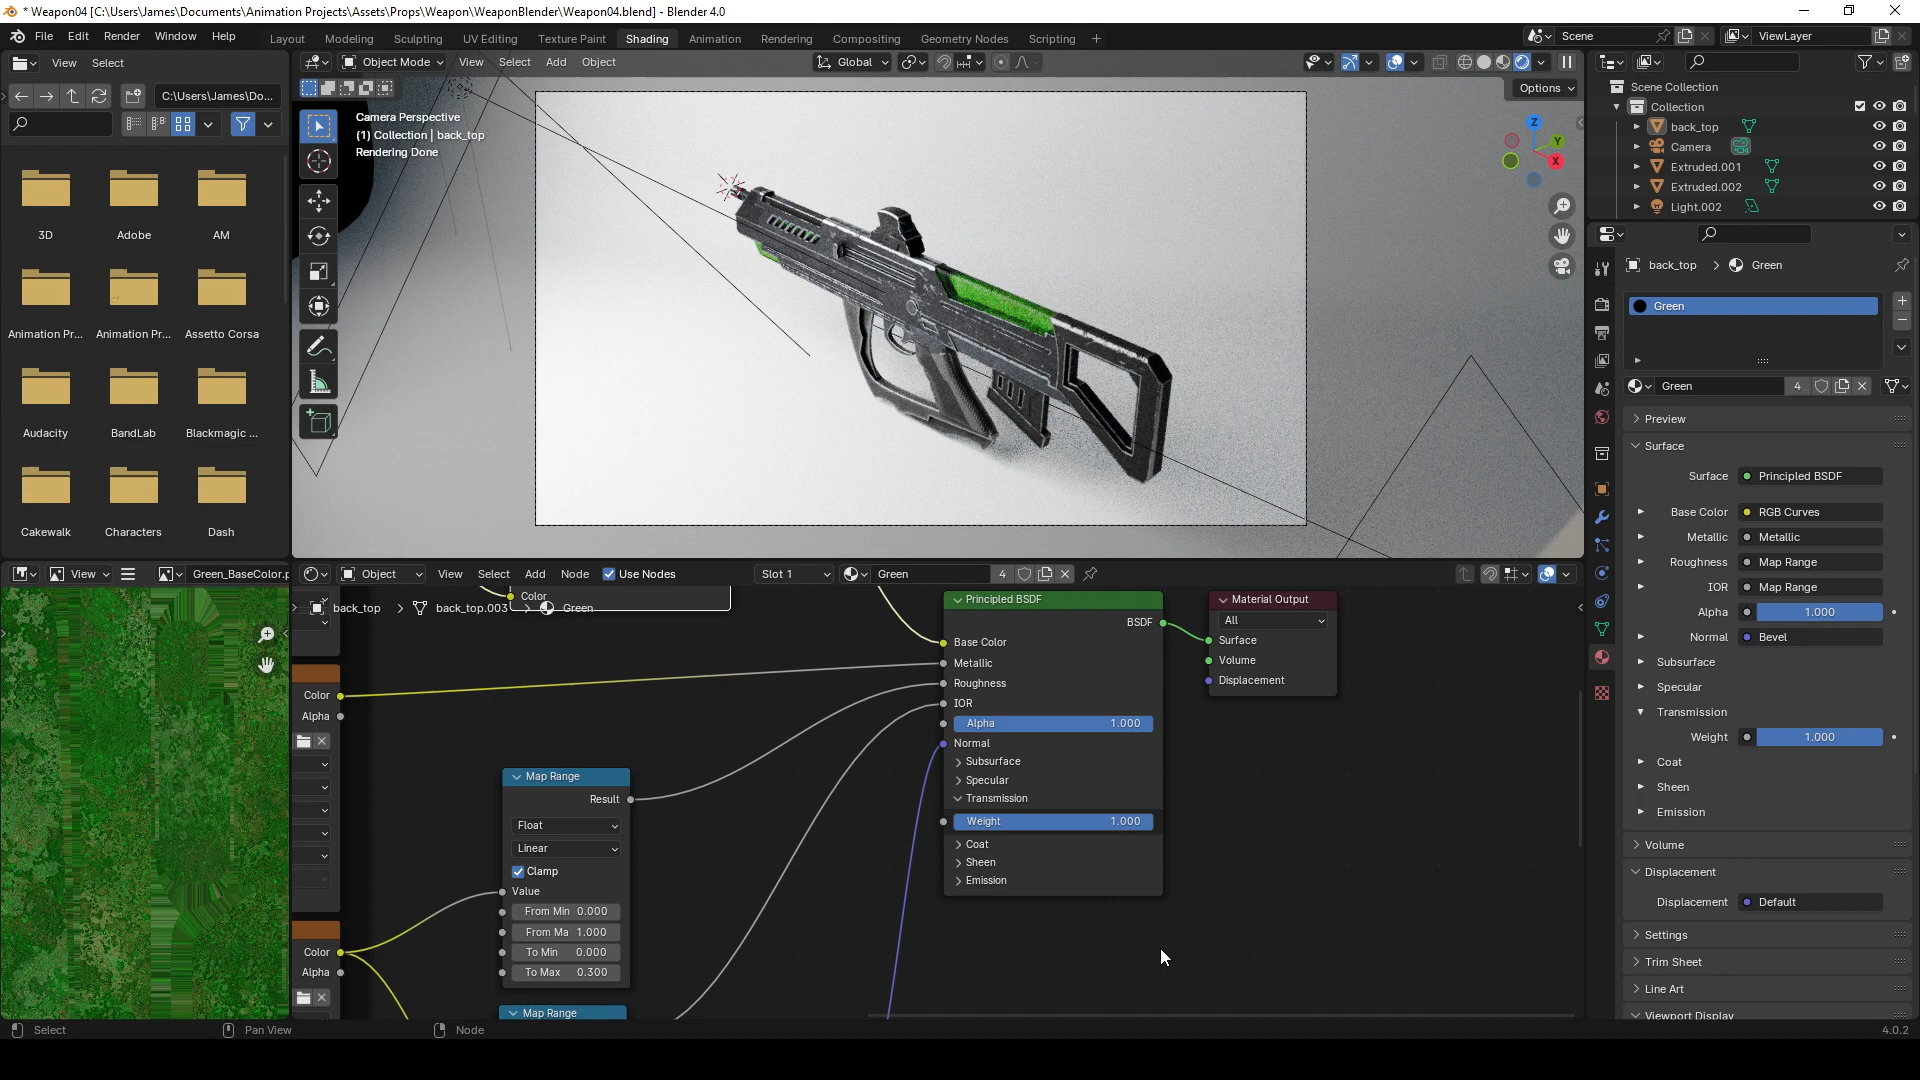 * Weapon04 [C:\Users\James\Documents\Animation Projects\Assets\Props\Weapon\WeaponBlender\Weapon04.blend] - Blender 4.0
File Edit Render Window Help
Layout Modeling Sculpting UV Editing Texture Paint Shading Animation Rendering Compositing Geometry Nodes Scripting +
Scene
ViewLayer
View Select
C:\Users\James\Do...
3D Adobe AM
Animation Pr... Animation Pr... Assetto Corsa
Audacity BandLab Blackmagic ...
Cakewalk Characters Dash
Object Mode View Select Add Object
Global
Options
Camera Perspective
(1) Collection | back_top
Rendering Done
Z
Y
X
Scene Collection
Collection
back_top
Camera
Extruded.001
Extruded.002
Light.002
back_top > Green
Green
Green 4
Preview
Surface
Surface Principled BSDF
Base Color RGB Curves
Metallic Metallic
Roughness Map Range
IOR Map Range
Alpha 1.000
Normal Bevel
Subsurface
Specular
Transmission
Weight 1.000
Coat
Sheen
Emission
Volume
Displacement
Displacement Default
Settings
Trim Sheet
Line Art
Viewport Display
View
Green_BaseColor.p
Object View Select Add Node Use Nodes
Slot 1
Green 4
Color
back_top > back_top.003 > Green
Color
Alpha
Color
Alpha
Map Range
Result
Float
Linear
Clamp
Value
From Min 0.000
From Ma 1.000
To Min 0.000
To Max 0.300
Map Range
Principled BSDF
BSDF
Base Color
Metallic
Roughness
IOR
Alpha 1.000
Normal
Subsurface
Specular
Transmission
Weight 1.000
Coat
Sheen
Emission
Material Output
All
Surface
Volume
Displacement
Select
Pan View
Node
4.0.2